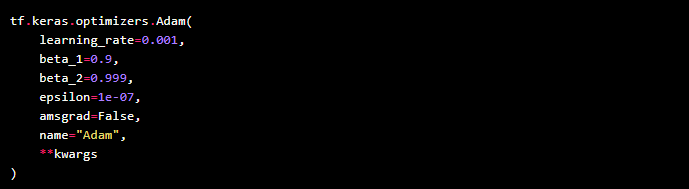 tf.keras.optimizers.Adam(
    learning_rate=0.001,
    beta_1=0.9,
    beta_2=0.999,
    epsilon=1e-07,
    amsgrad=False,
    name="Adam",
    **kwargs
)